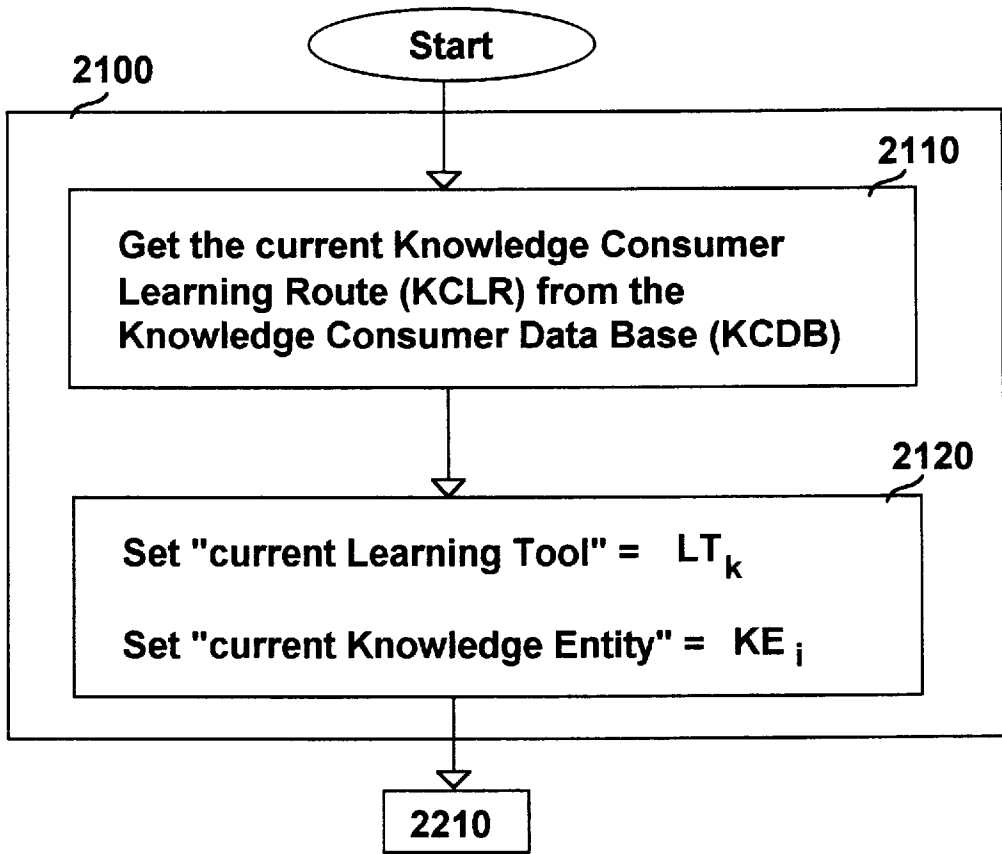 Start
2100
2110
Get the current Knowledge Consumer
Learning Route (KCLR) from the
Knowledge Consumer Data Base (KCDB)
2120
Set "current Learning Tool" = LTk
Set "current Knowledge Entity" = KEi
2210